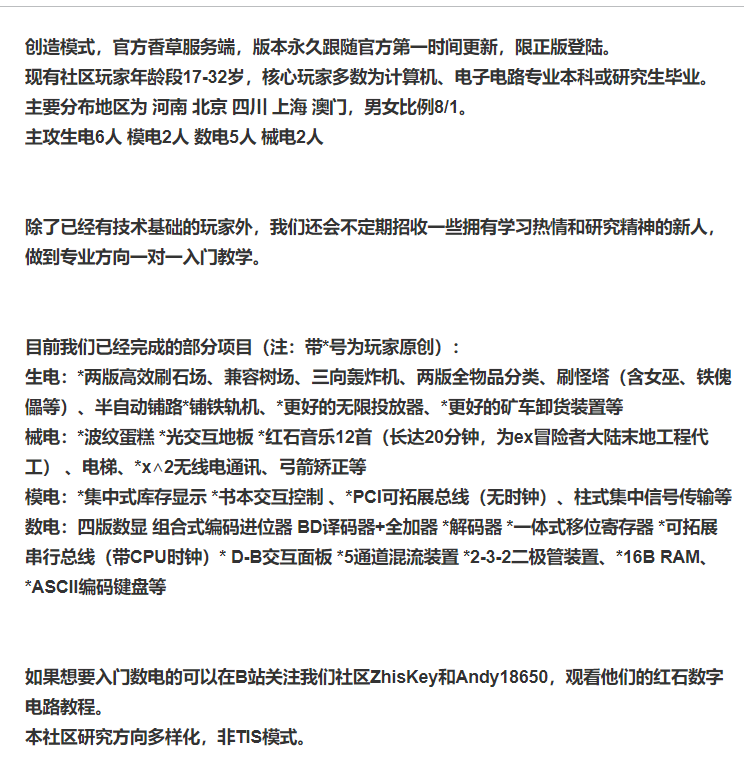 创造模式，官方香草服务端，版本永久跟随官方第一时间更新，限正版登陆。
现有社区玩家年龄段17-32岁，核心玩家多数为计算机、电子电路专业本科或研究生毕业。
主要分布地区为 河南 北京 四川 上海 澳门，男女比例8/1。
主攻生电6人 模电2人 数电5人 械电2人
除了已经有技术基础的玩家外，我们还会不定期招收一些拥有学习热情和研究精神的新人，
做到专业方向一对一入门教学。
目前我们已经完成的部分项目（注：带*号为玩家原创）：
生电：*两版高效刷石场、兼容树场、三向轰炸机、两版全物品分类、刷怪塔（含女巫、铁傀
儡等）、半自动铺路*铺铁轨机、*更好的无限投放器、*更好的矿车卸货装置等
械电：*波纹蛋糕 *光交互地板 *红石音乐12首（长达20分钟，为ex冒险者大陆末地工程代
工） 、电梯、*x∧2无线电通讯、弓箭矫正等
模电：*集中式库存显示 *书本交互控制 、*PCI可拓展总线（无时钟）、柱式集中信号传输等
数电：四版数显 组合式编码进位器 BD译码器+全加器 *解码器 *一体式移位寄存器 *可拓展
串行总线（带CPU时钟）* D-B交互面板 *5通道混流装置 *2-3-2二极管装置、*16B RAM、
*ASCII编码键盘等
如果想要入门数电的可以在B站关注我们社区ZhisKey和Andy18650，观看他们的红石数字
电路教程。
本社区研究方向多样化，非TIS模式。